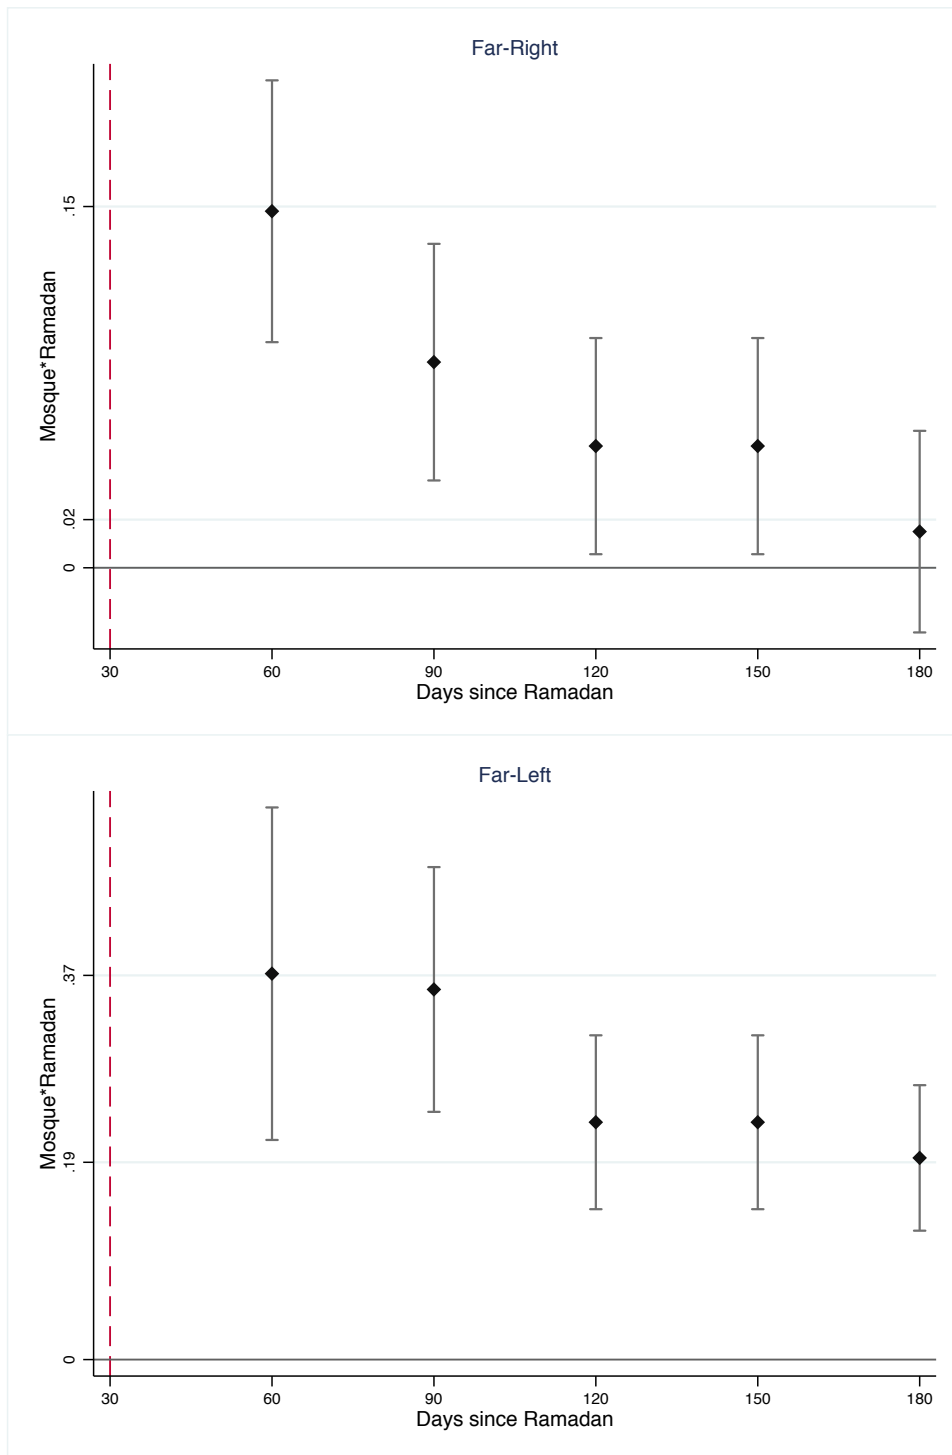 Far-Right
Mosque*Ramadan
.15
.02
0
30 60 90 120 150 180
Days since Ramadan
Far-Left
Mosque*Ramadan
.37
.19
0
30 60 90 120 150 180
Days since Ramadan